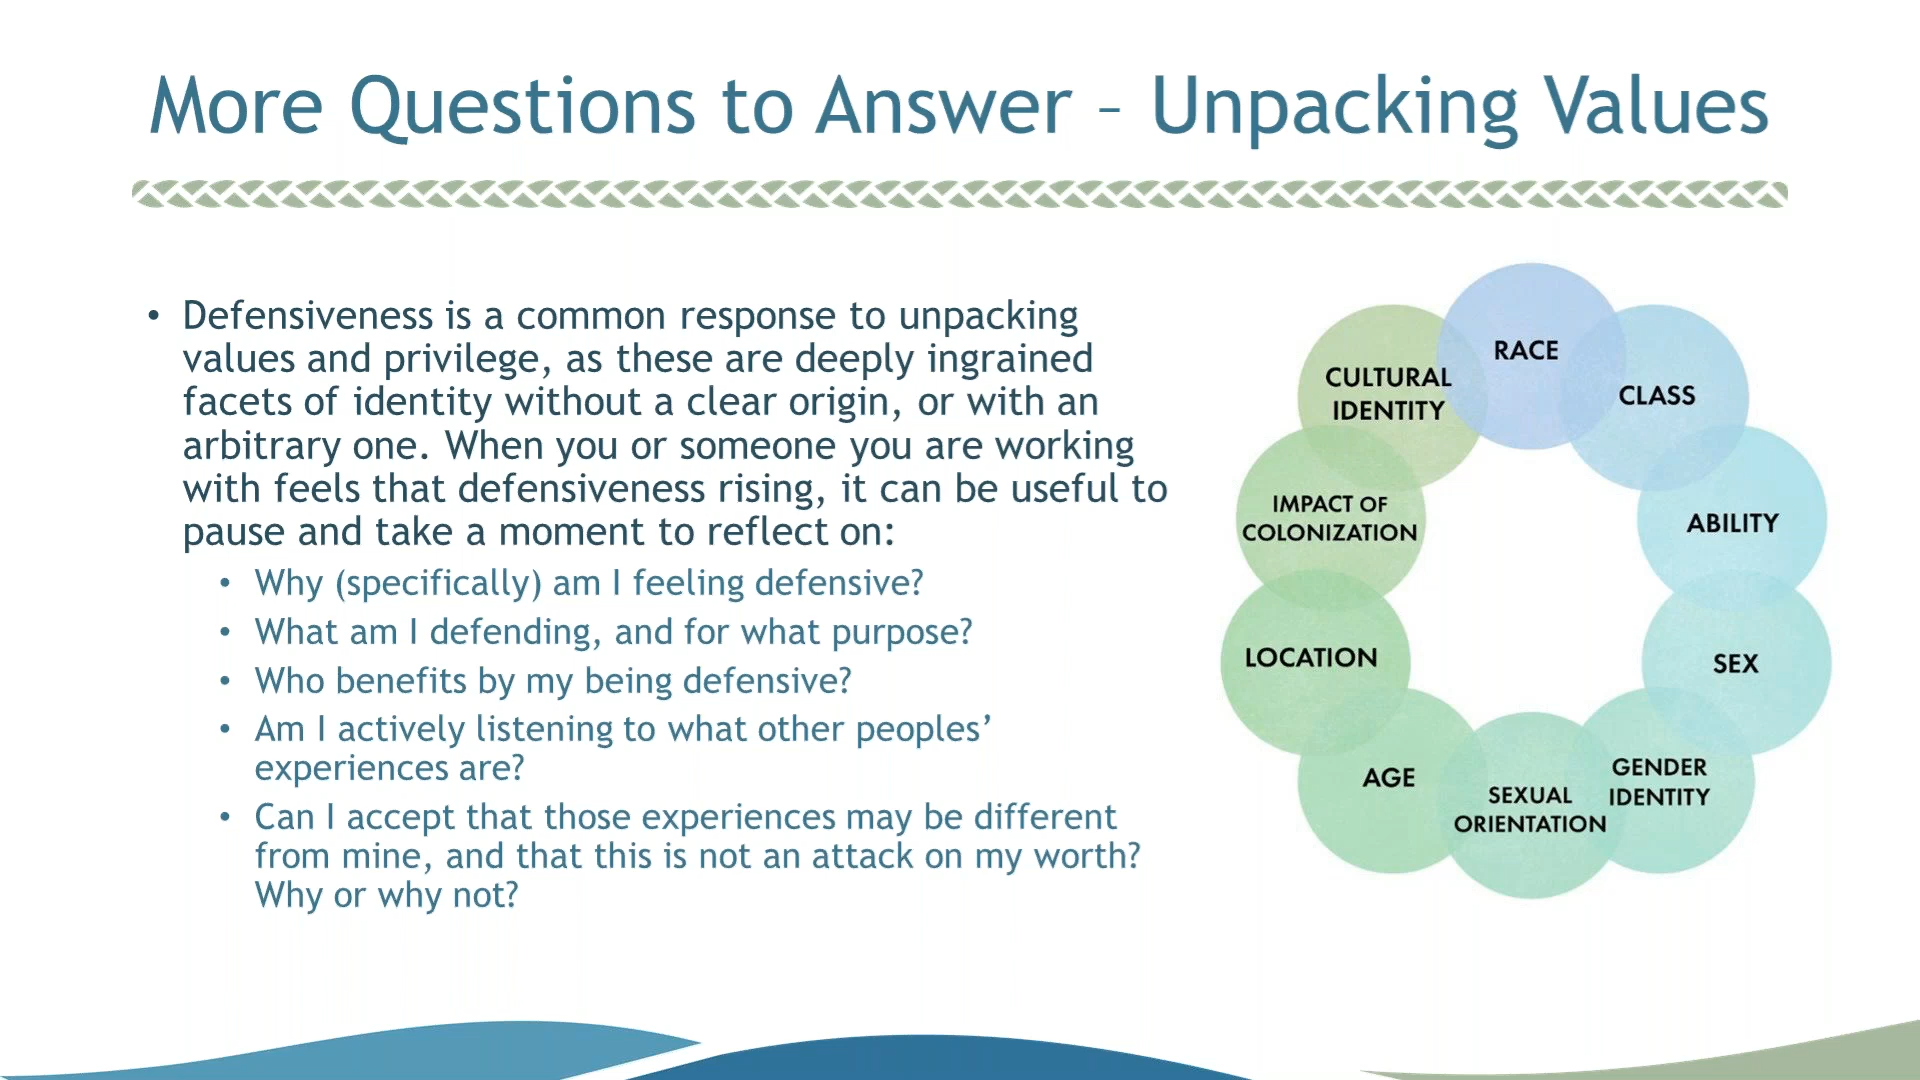 More Questions to Answer – Unpacking Values
• Defensiveness is a common response to unpacking
values and privilege, as these are deeply ingrained
facets of identity without a clear origin, or with an
arbitrary one. When you or someone you are working
with feels that defensiveness rising, it can be useful to
pause and take a moment to reflect on:
• Why (specifically) am I feeling defensive?
• What am I defending, and for what purpose?
• Who benefits by my being defensive?
• Am I actively listening to what other peoples’
experiences are?
• Can I accept that those experiences may be different
from mine, and that this is not an attack on my worth?
Why or why not?
RACE
CLASS
ABILITY
SEX
GENDER
IDENTITY
SEXUAL
ORIENTATION
AGE
LOCATION
IMPACT OF
COLONIZATION
CULTURAL
IDENTITY